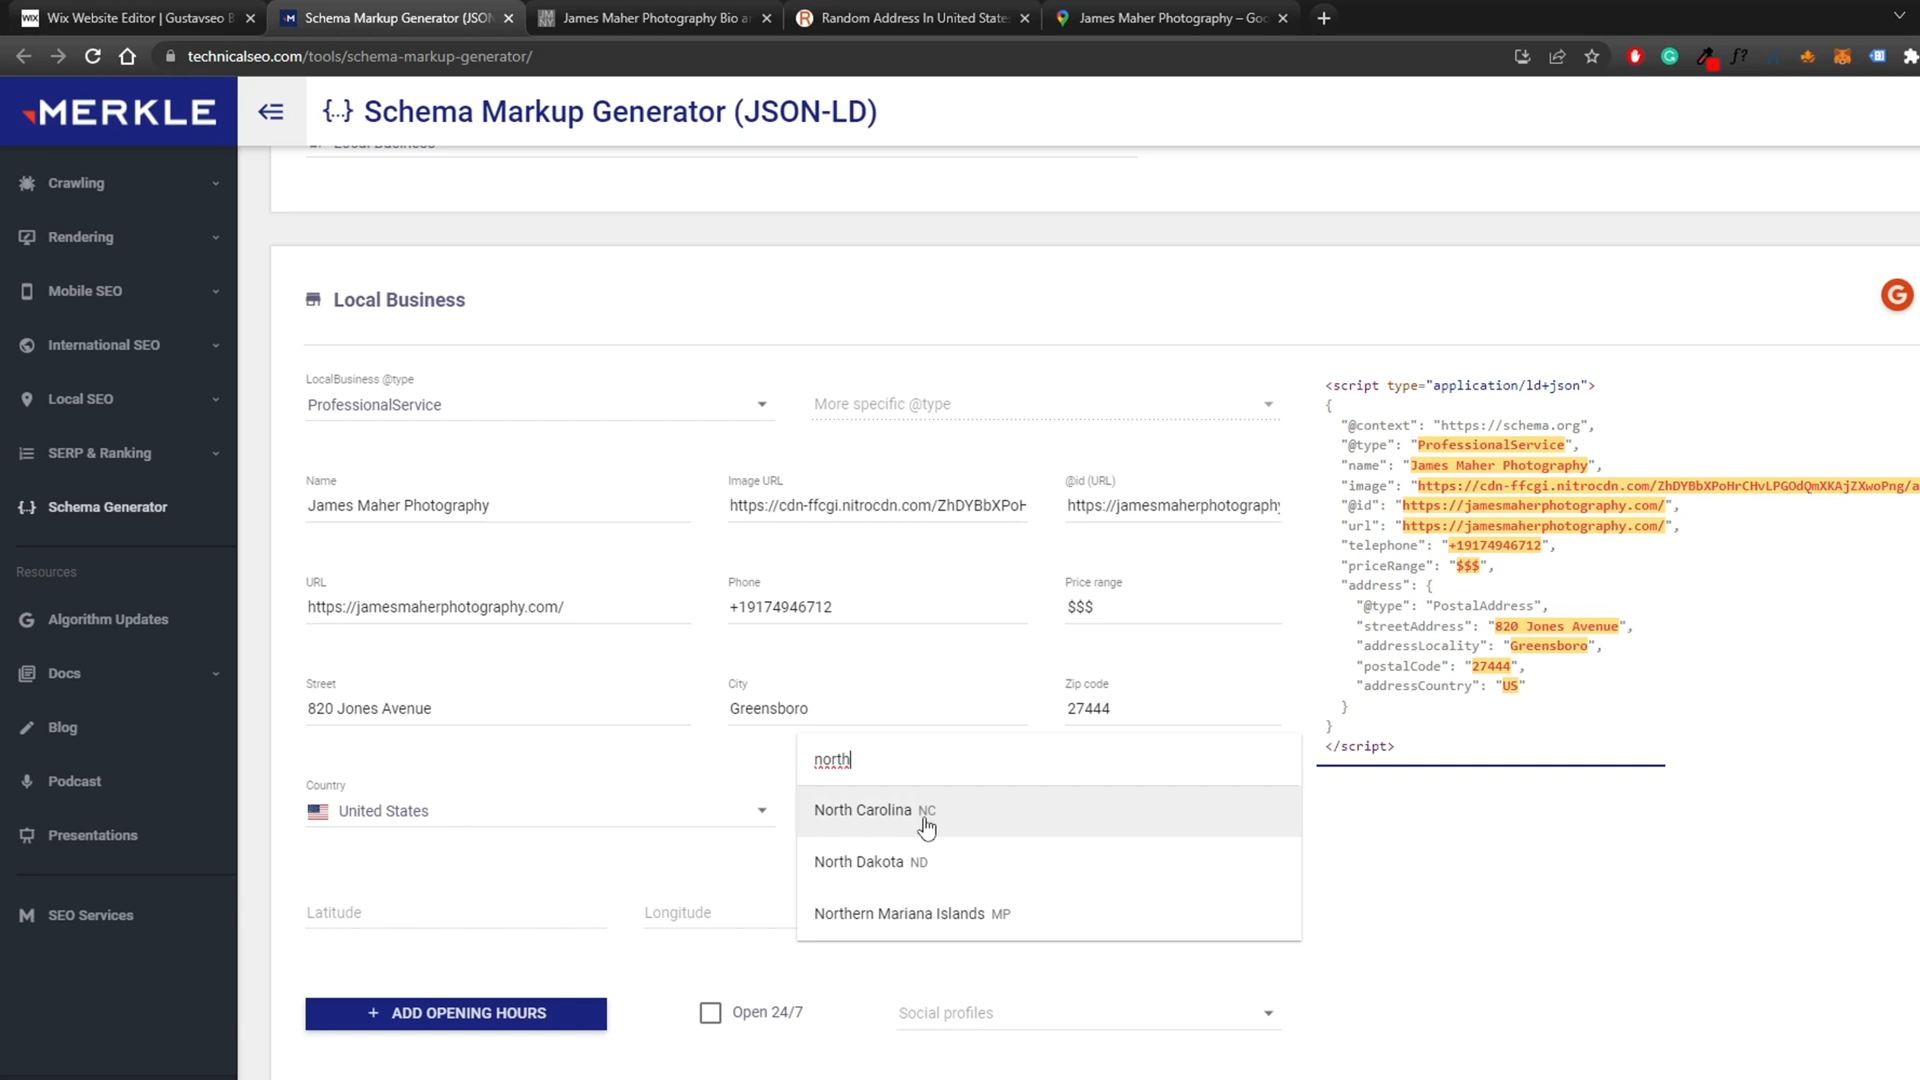 Wix Website Editor | Gustavseo B
Schema Markup Generator (JSON
James Maher Photography Bio a
Random Address In United State
James Maher Photography – Goo
technicalseo.com/tools/schema-markup-generator/
MERKLE
{...} Schema Markup Generator (JSON-LD)
Local Business
Crawling
Rendering
Mobile SEO
International SEO
Local SEO
SERP & Ranking
{··} Schema Generator
Resources
Algorithm Updates
Docs
Blog
Podcast
Presentations
SEO Services
Local Business
LocalBusiness @type
ProfessionalService
More specific @type
Name
James Maher Photography
Image URL
https://cdn-ffcgi.nitrocdn.com/ZhDYBbXPoH
@id (URL)
https://jamesmaherphotography
URL
https://jamesmaherphotography.com/
Phone
+19174946712
Price range
$$$
Street
820 Jones Avenue
City
Greensboro
Zip code
27444
Country
United States
north
North Carolina NC
North Dakota ND
Northern Mariana Islands MP
Latitude
Longitude
+ ADD OPENING HOURS
Open 24/7
Social profiles
<script type="application/ld+json">
{
"@context": "https://schema.org",
"@type": "ProfessionalService",
"name": "James Maher Photography",
"image": "https://cdn-ffcgi.nitrocdn.com/ZhDYBbXPoHrCHvLPGOdQmXKAjZXwoPng/a
"@id": "https://jamesmaherphotography.com/",
"url": "https://jamesmaherphotography.com/",
"telephone": "+19174946712",
"priceRange": "$$$",
"address": {
"@type": "PostalAddress",
"streetAddress": "820 Jones Avenue",
"addressLocality": "Greensboro",
"postalCode": "27444",
"addressCountry": "US"
}
}
</script>